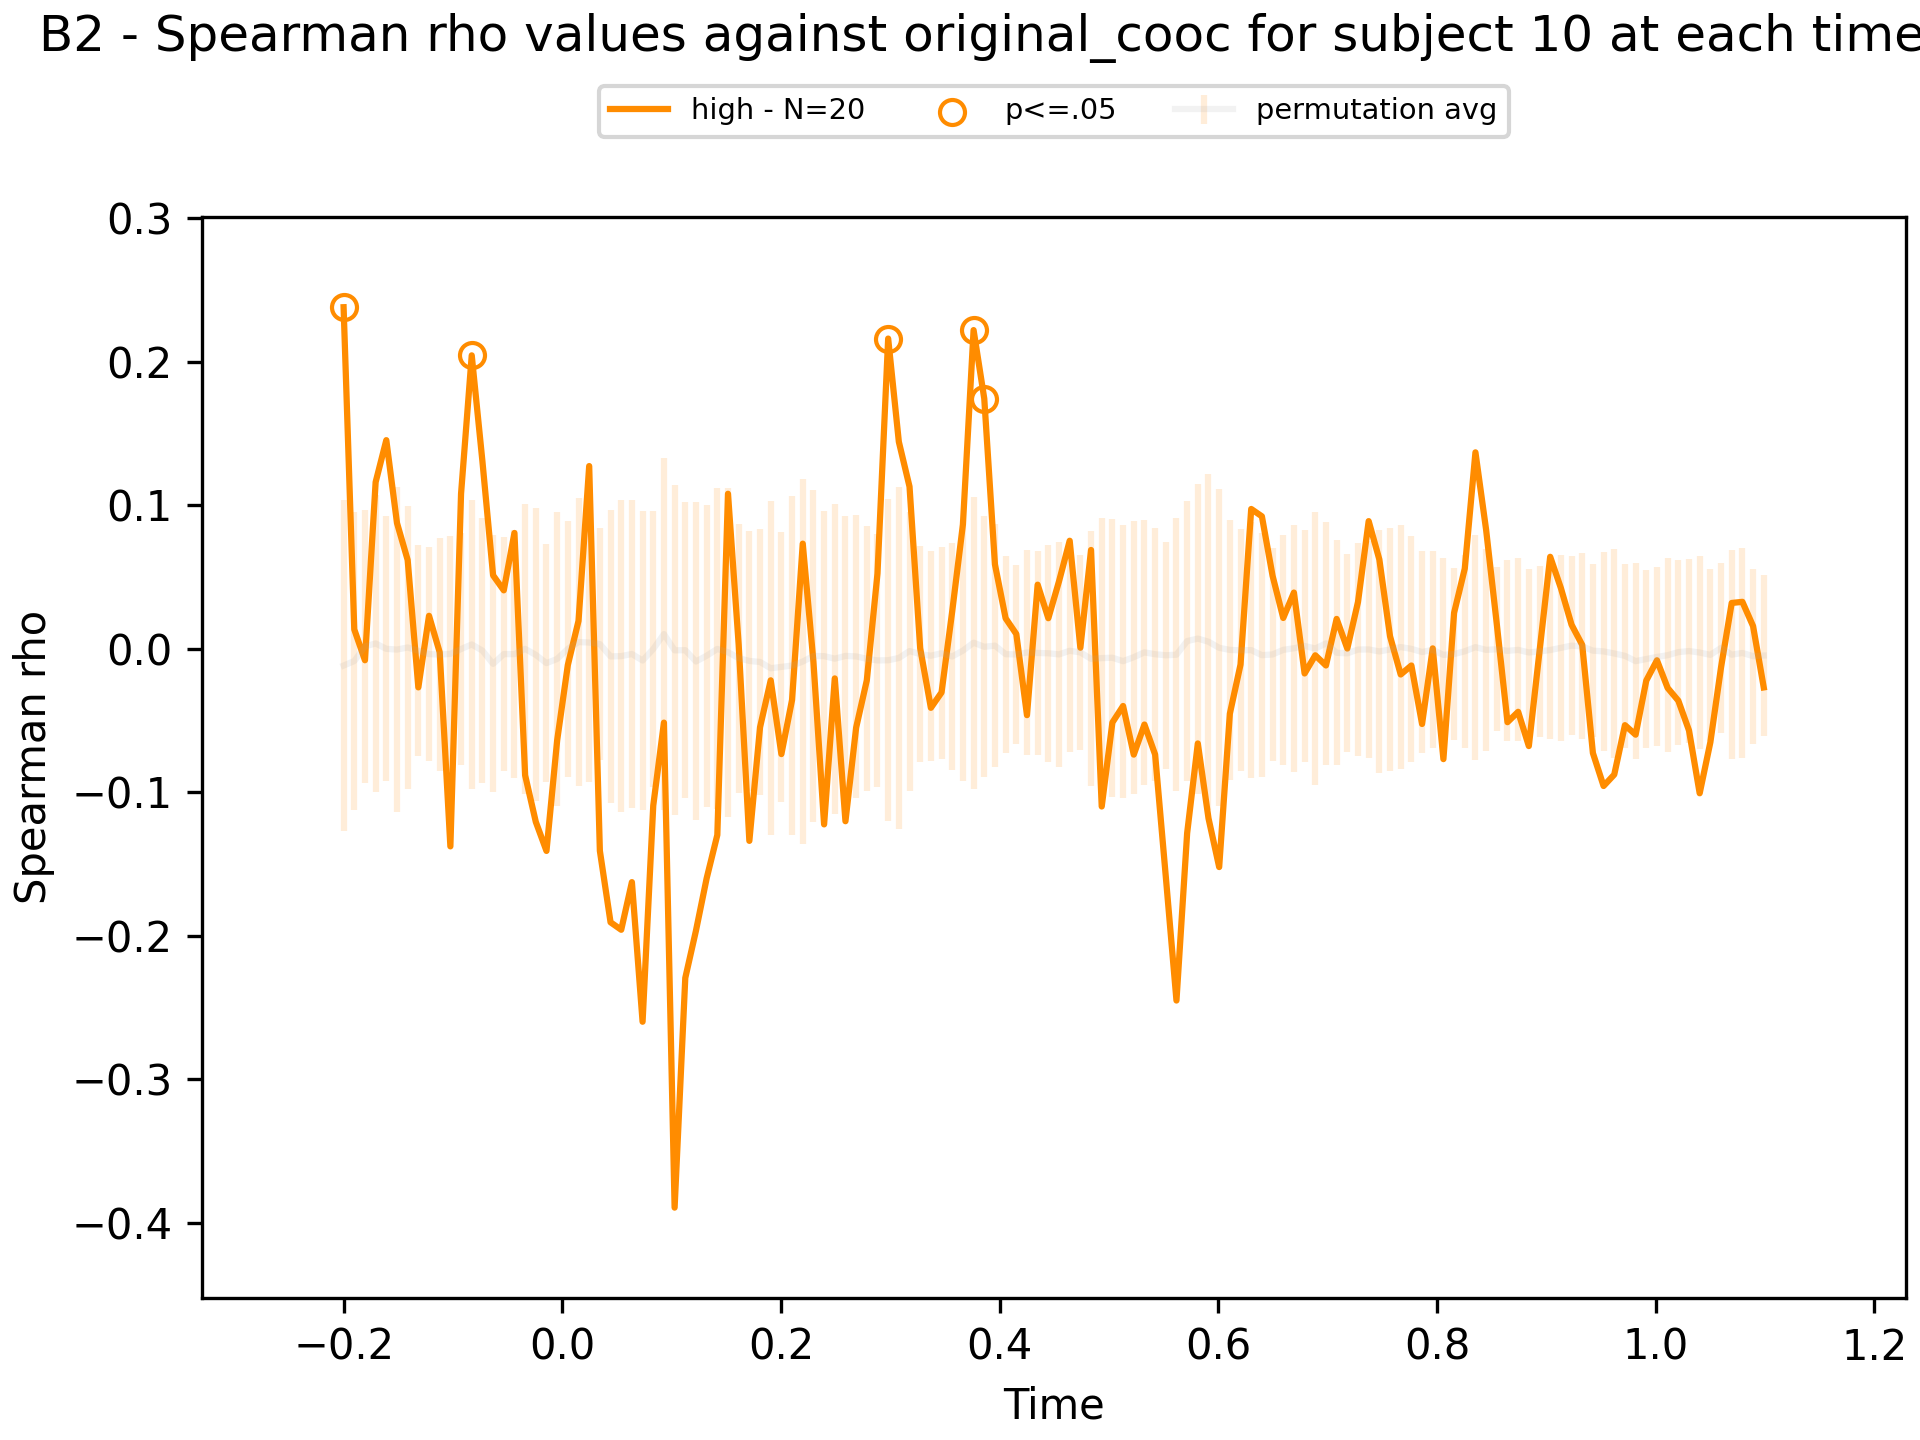 B2 - Spearman rho values against original_cooc for subject 10 at each time
high - N=20
p<=.05
permutation avg
0.3
0.2
0.1
0.0
−0.1
−0.2
−0.3
−0.4
Spearman rho
−0.2
0.0
0.2
0.4
0.6
0.8
1.0
1.2
Time